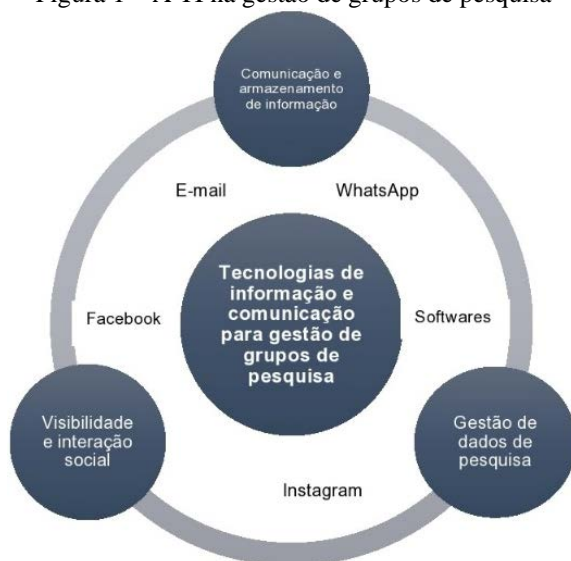 Figura 1 – A TI na gestão de grupos de pesquisa
Comunicação e
armazenamento
de informação
E-mail
WhatsApp
Tecnologias de
informação e
comunicação
para gestão de
grupos de
pesquisa
Facebook
Softwares
Visibilidade
e interação
social
Gestão de
dados de
pesquisa
Instagram